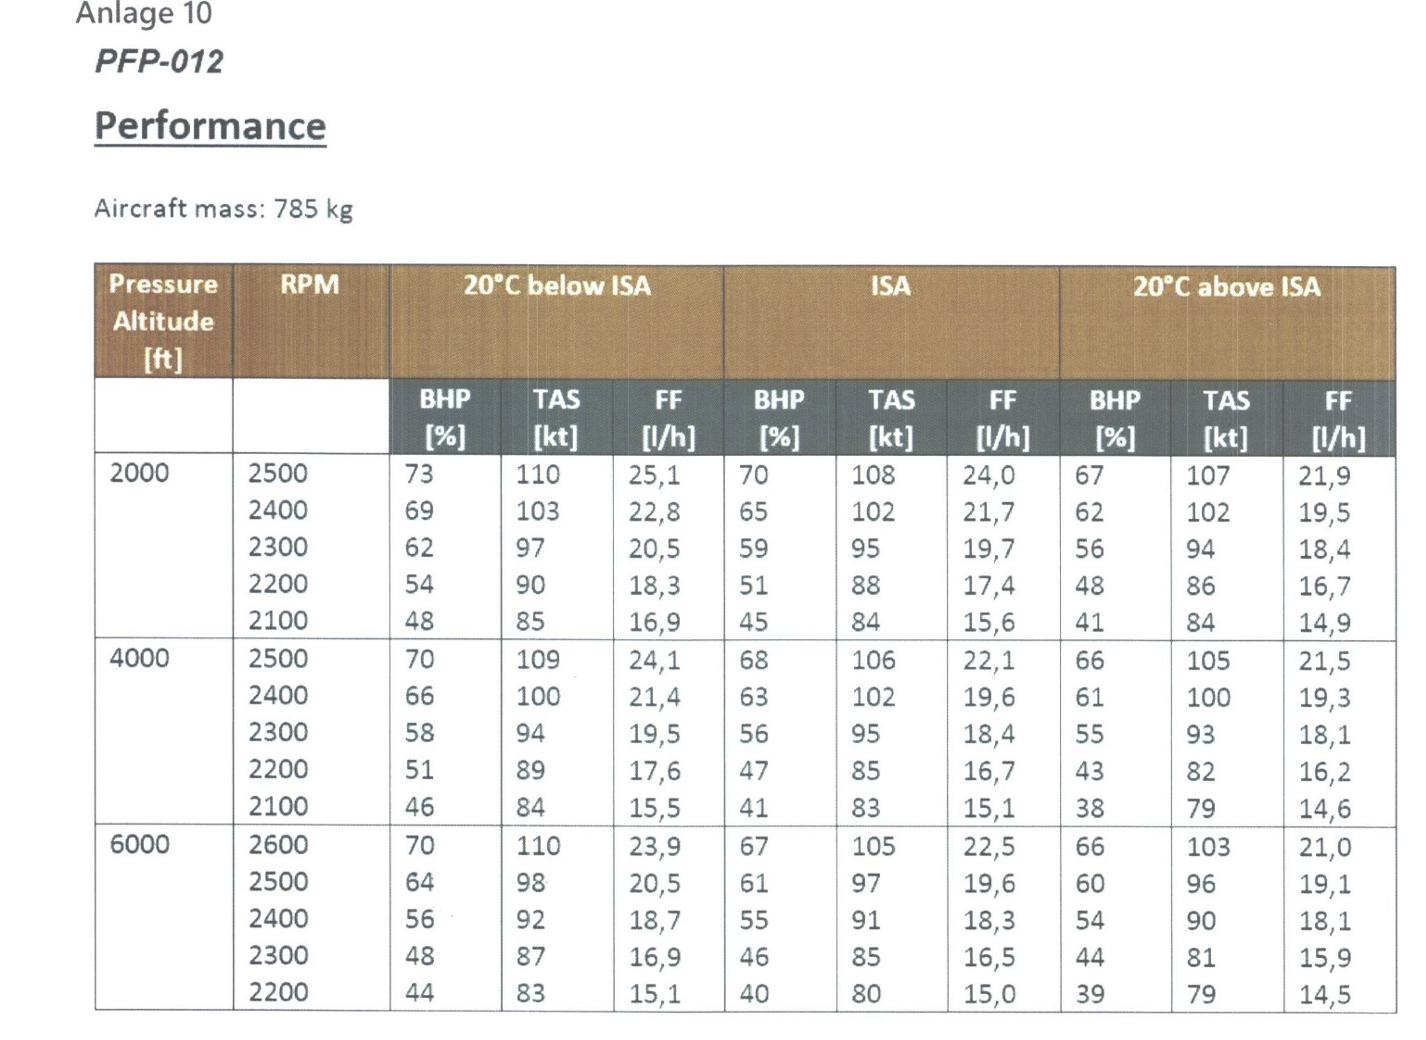 Anlage 10
PFP-012
Performance
Aircraft mass: 785 kg
Pressure Altitude [ft] RPM 20°C below ISA ISA 20°C above ISA
BHP [%] TAS [kt] FF [l/h] BHP [%] TAS [kt] FF [l/h] BHP [%] TAS [kt] FF [l/h]
2000 2500 73 110 25,1 70 108 24,0 67 107 21,9
2400 69 103 22,8 65 102 21,7 62 102 19,5
2300 62 97 20,5 59 95 19,7 56 94 18,4
2200 54 90 18,3 51 88 17,4 48 86 16,7
2100 48 85 16,9 45 84 15,6 41 84 14,9
4000 2500 70 109 24,1 68 106 22,1 66 105 21,5
2400 66 100 21,4 63 102 19,6 61 100 19,3
2300 58 94 19,5 56 95 18,4 55 93 18,1
2200 51 89 17,6 47 85 16,7 43 82 16,2
2100 46 84 15,5 41 83 15,1 38 79 14,6
6000 2600 70 110 23,9 67 105 22,5 66 103 21,0
2500 64 98 20,5 61 97 19,6 60 96 19,1
2400 56 92 18,7 55 91 18,3 54 90 18,1
2300 48 87 16,9 46 85 16,5 44 81 15,9
2200 44 83 15,1 40 80 15,0 39 79 14,5